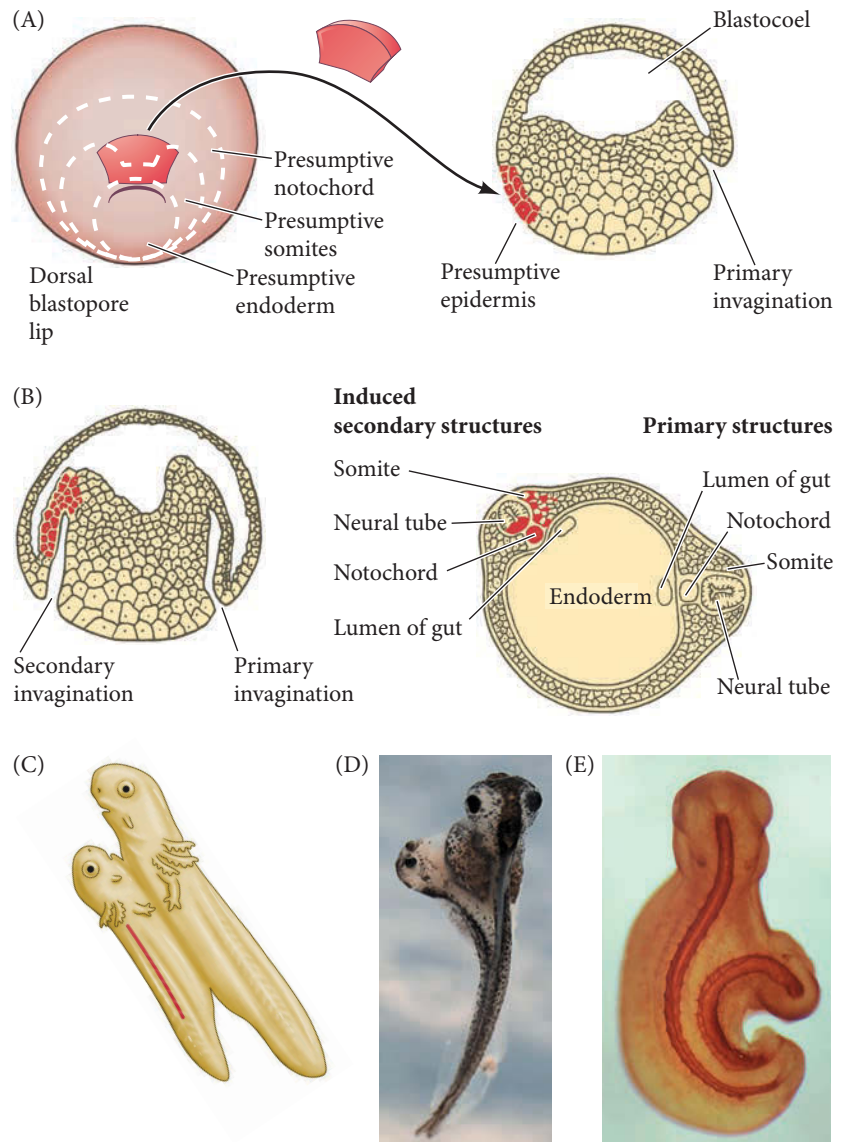 (A)
Blastocoel
Presumptive
notochord
Presumptive
somites
Presumptive
endoderm
Dorsal
blastopore
lip
Presumptive
epidermis
Primary
invagination
(B)
Secondary
invagination
Primary
invagination
Induced
secondary structures
Primary structures
Somite
Neural tube
Notochord
Lumen of gut
Endoderm
Lumen of gut
Notochord
Somite
Neural tube
(C)
(D)
(E)